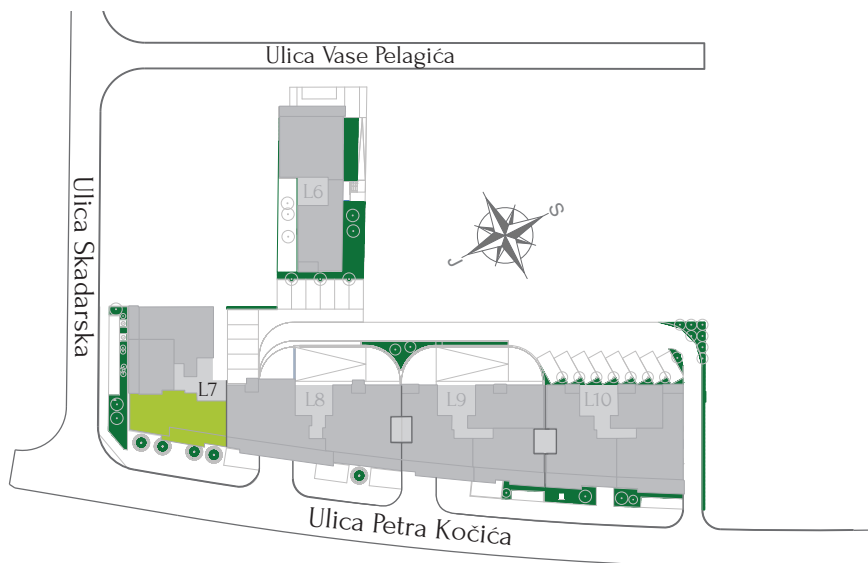 Ulica Vase Pelagića
L6
S
J
Ulica Skadarska
L7
L8
L9
L10
Ulica Petra Kočića